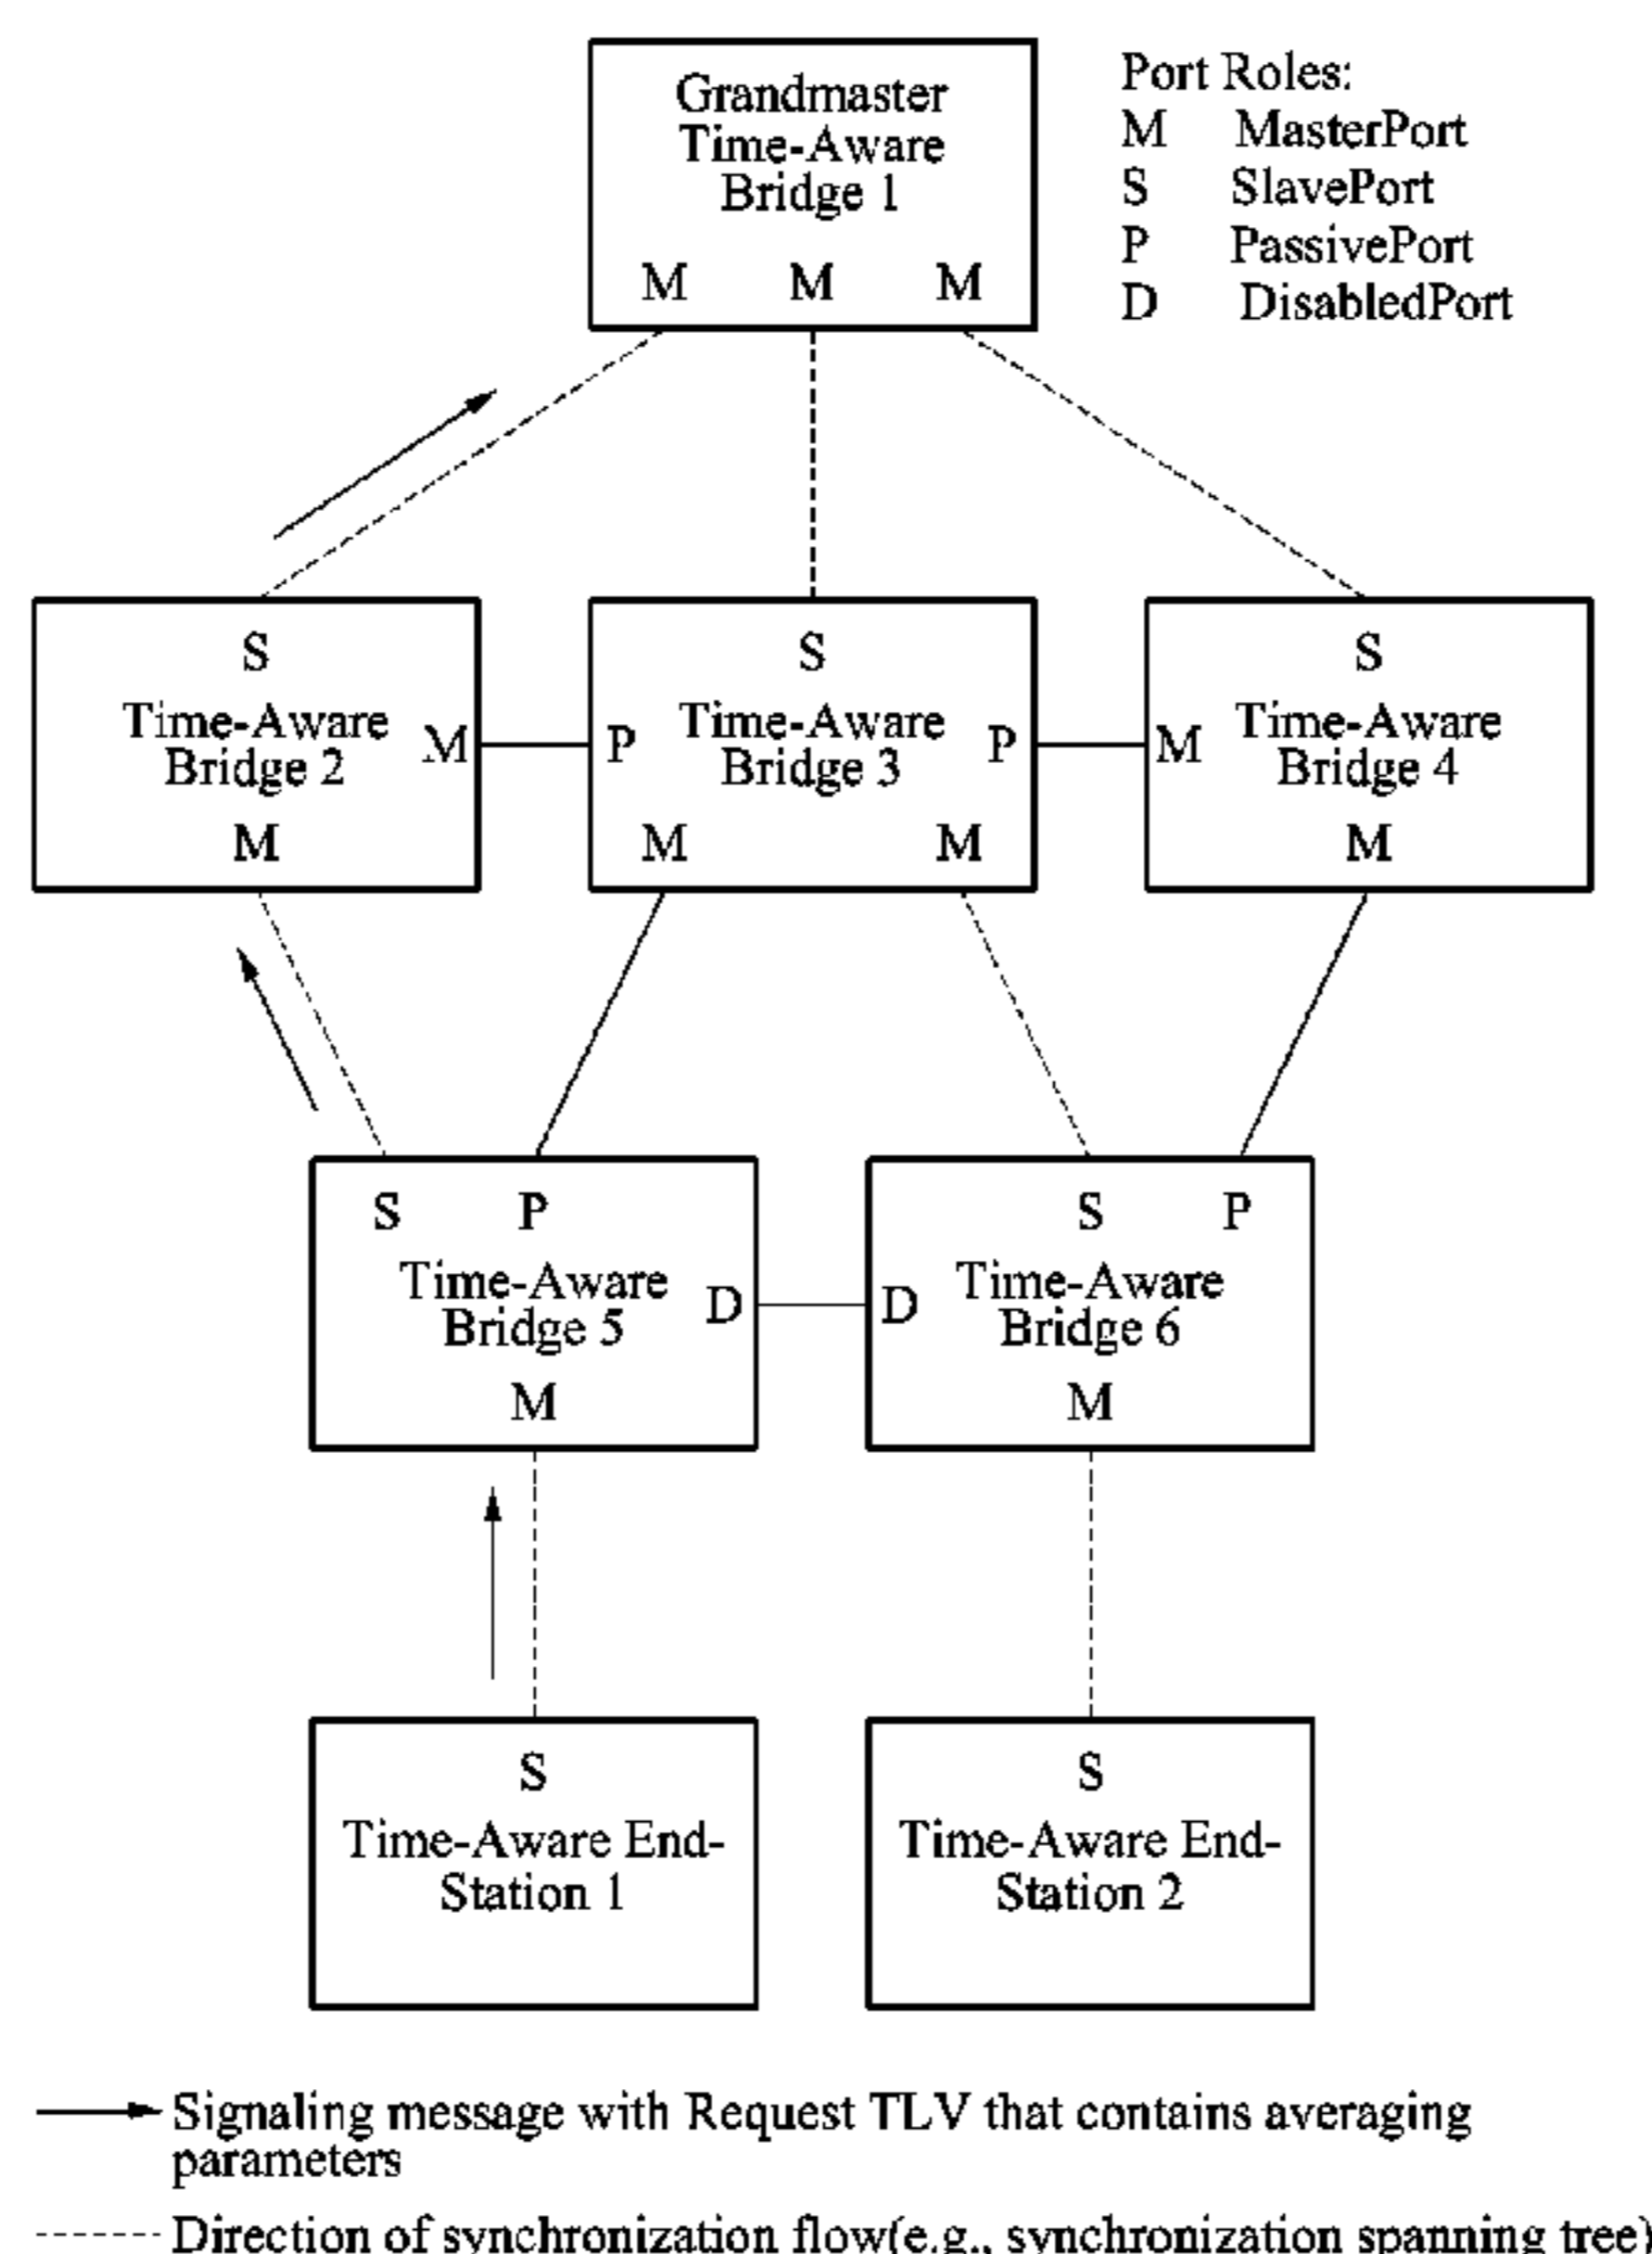 Grandmaster
Time-Aware
Bridge 1
M M M
Port Roles:
M MasterPort
S SlavePort
P PassivePort
D DisabledPort
S
Time-Aware
Bridge 2
M
M
S
P
Time-Aware
Bridge 3
P
M M
S
M
Time-Aware
Bridge 4
M
S P
Time-Aware
Bridge 5
D
M
S P
D
Time-Aware
Bridge 6
M
S
Time-Aware End-
Station 1
S
Time-Aware End-
Station 2
Signaling message with Request TLV that contains averaging
parameters
Direction of synchronization flow(e.g., synchronization spanning tree)